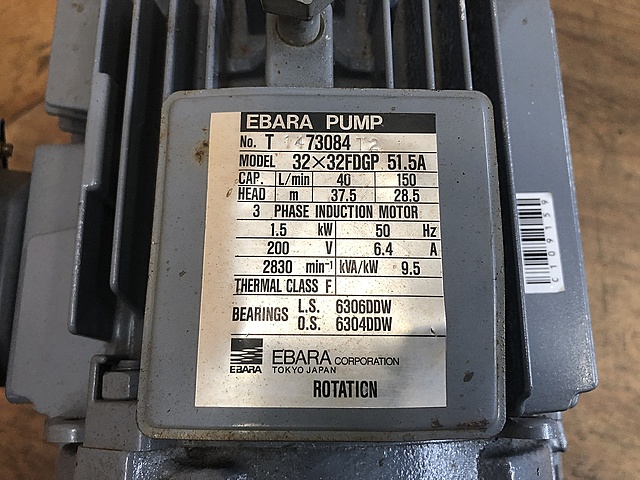 EBARA PUMP
No. T 1473084 T2
MODEL 32×32FDGP 51.5A
CAP. L/min 40 150
HEAD m 37.5 28.5
3 PHASE INDUCTION MOTOR
1.5 kW 50 Hz
200 V 6.4 A
2830 min⁻¹ kVA/kW 9.5
THERMAL CLASS F
BEARINGS L.S. 6306DDW
O.S. 6304DDW
EBARA EBARA CORPORATION
TOKYO JAPAN
ROTATION
C109159